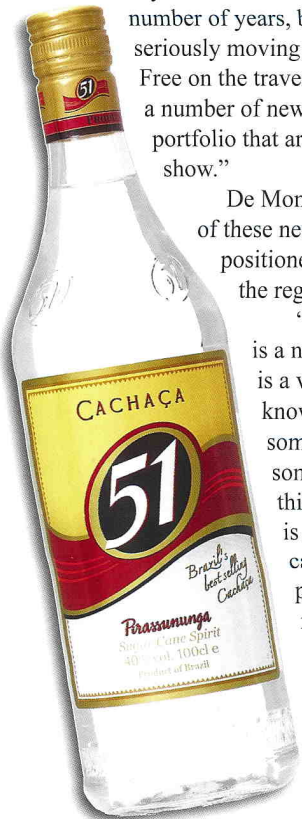 number of years, b
seriously moving
Free on the trave
a number of new
portfolio that ar
show.”
De Mon
of these ne
positione
the reg
“
is a n
is a v
know
som
son
thi
is
ca
p
51
CACHAÇA
51
Brazil's
best selling
Cachaça
Pirassununga
Sugar Cane Spirit
40% vol. 100cl e
Product of Brazil